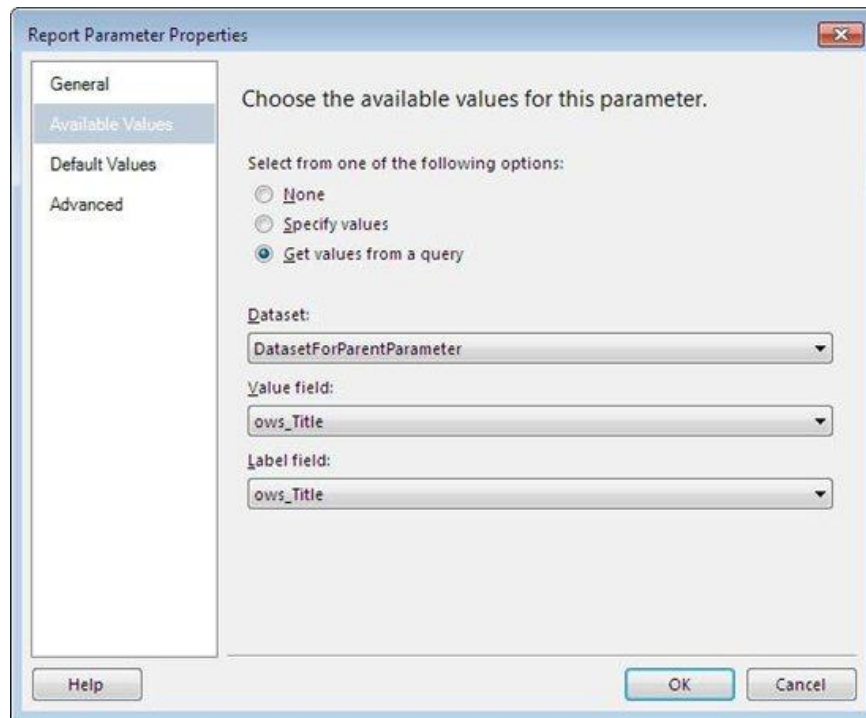 Report Parameter Properties
General
Available Values
Default Values
Advanced
Choose the available values for this parameter.
Select from one of the following options:
None
Specify values
Get values from a query
Dataset:
DatasetForParentParameter
Value field:
ows_Title
Label field:
ows_Title
Help
OK
Cancel